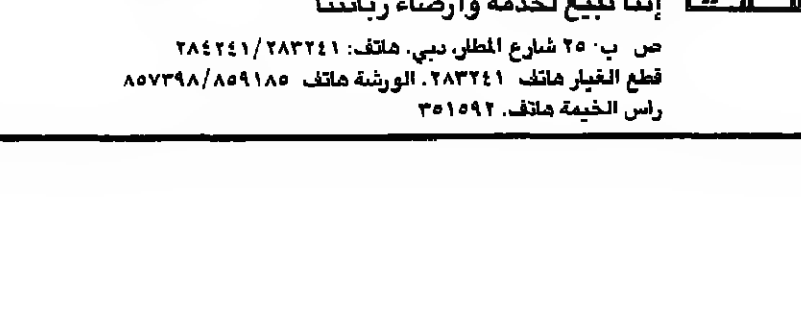 إننا نبيع لخدمة وارضاء زبائننا
ص ب. ٢٥ شارع المطار، دبي. هاتف: ٢٨٤٢٤١/٢٨٣٢٤١
قطع الغيار هاتف ٢٨٣٢٤١. الورشة هاتف ٨٥٧٣٩٨/٨٥٩١٨٥
راس الخيمة هاتف. ٣٥١٥٩٢